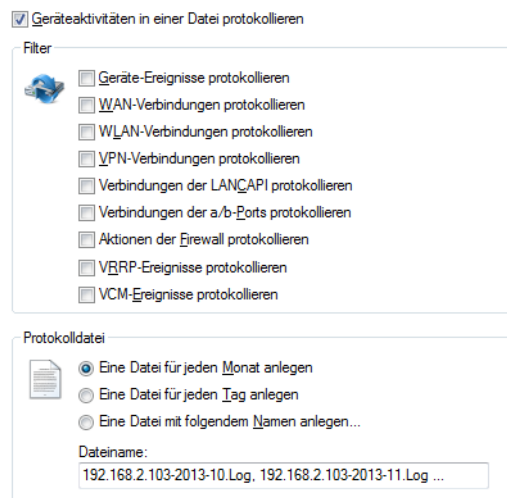 Geräteaktivitäten in einer Datei protokollieren
Filter
Geräte-Ereignisse protokollieren
WAN-Verbindungen protokollieren
WLAN-Verbindungen protokollieren
VPN-Verbindungen protokollieren
Verbindungen der LANCAPI protokollieren
Verbindungen der a/b-Ports protokollieren
Aktionen der Firewall protokollieren
VRRP-Ereignisse protokollieren
VCM-Ereignisse protokollieren
Protokolldatei
Eine Datei für jeden Monat anlegen
Eine Datei für jeden Tag anlegen
Eine Datei mit folgendem Namen anlegen...
Dateiname:
192.168.2.103-2013-10.Log, 192.168.2.103-2013-11.Log ...